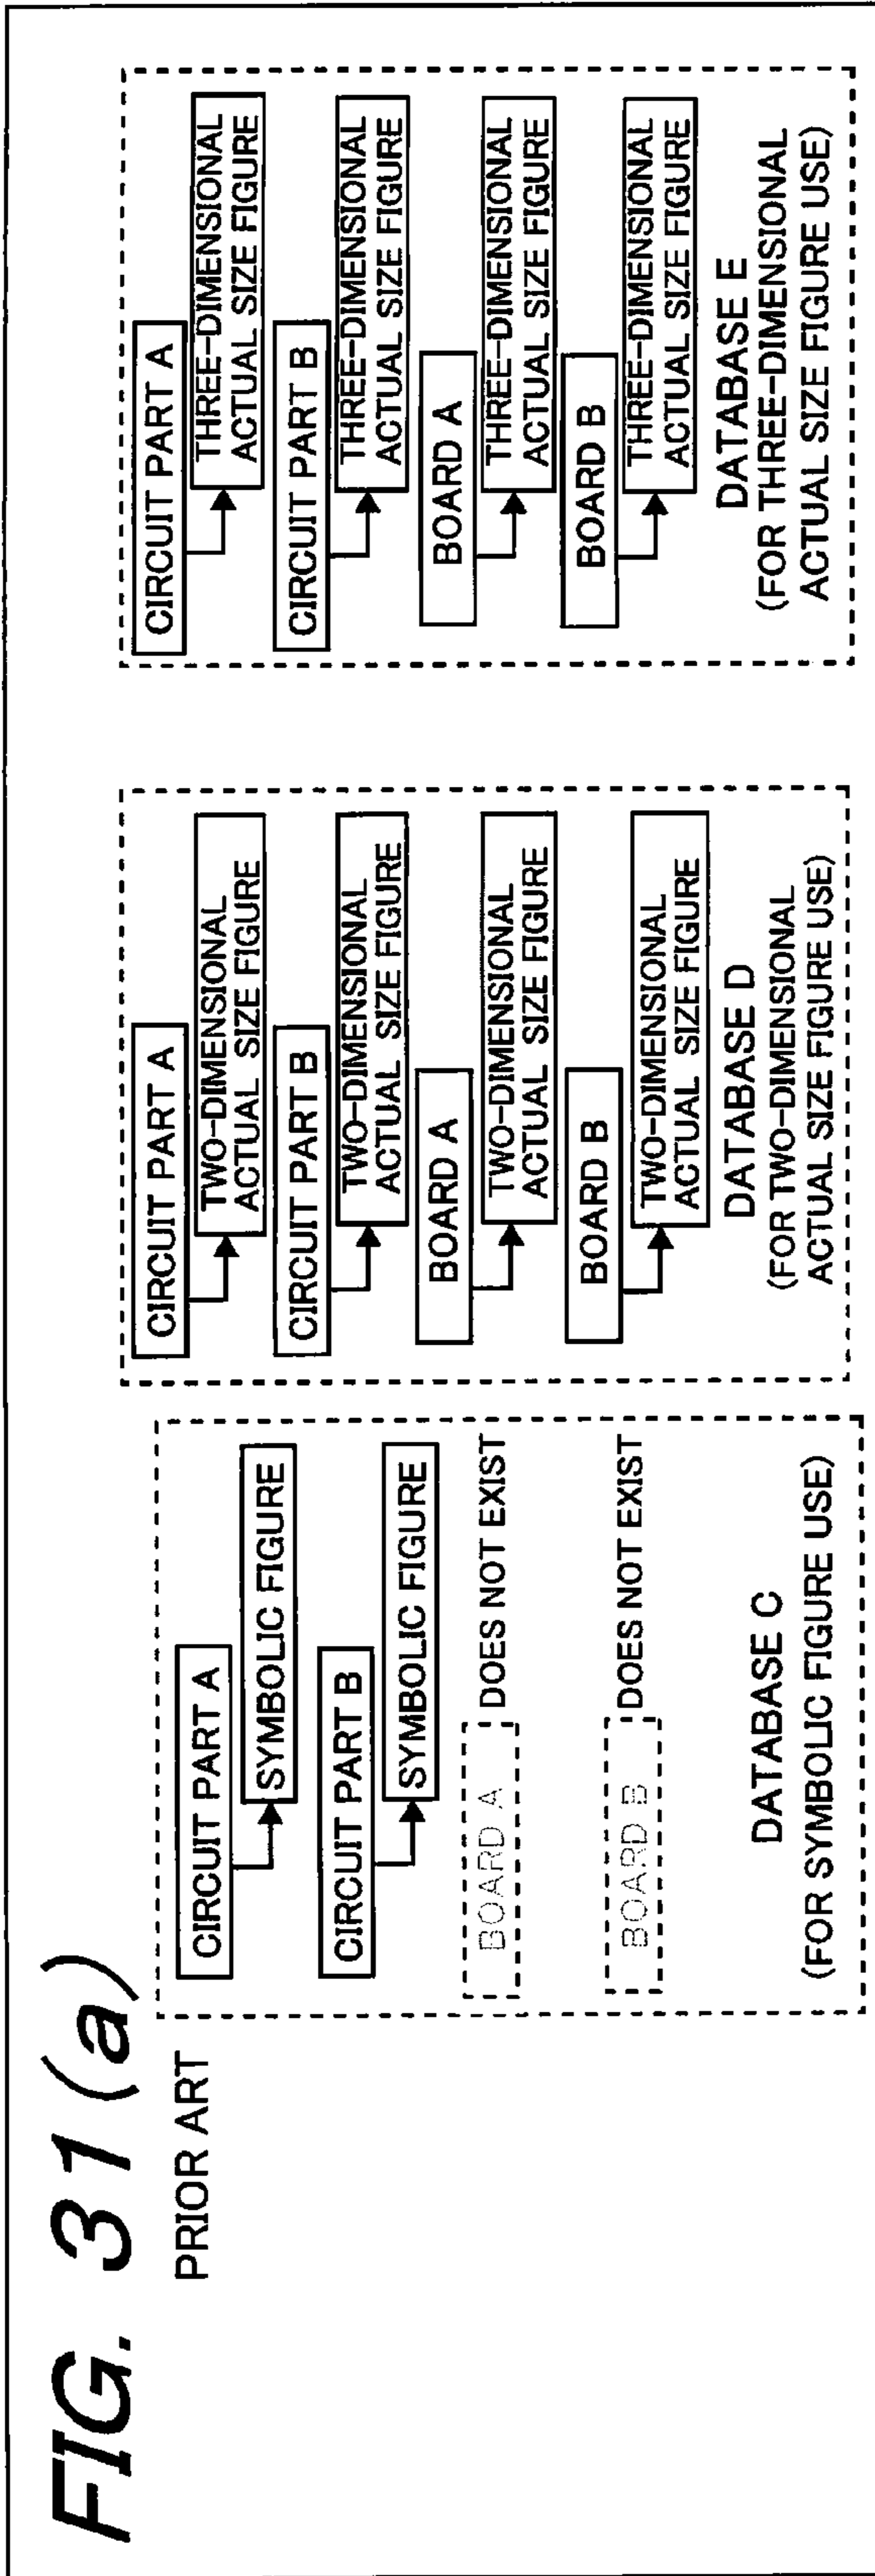 FIG. 31(a)
PRIOR ART
CIRCUIT PART A
SYMBOLIC FIGURE
CIRCUIT PART B
SYMBOLIC FIGURE
BOARD A
DOES NOT EXIST
BOARD B
DOES NOT EXIST
DATABASE C
(FOR SYMBOLIC FIGURE USE)
CIRCUIT PART A
TWO-DIMENSIONAL
ACTUAL SIZE FIGURE
CIRCUIT PART B
TWO-DIMENSIONAL
ACTUAL SIZE FIGURE
BOARD A
TWO-DIMENSIONAL
ACTUAL SIZE FIGURE
BOARD B
TWO-DIMENSIONAL
ACTUAL SIZE FIGURE
DATABASE D
(FOR TWO-DIMENSIONAL
ACTUAL SIZE FIGURE USE)
CIRCUIT PART A
THREE-DIMENSIONAL
ACTUAL SIZE FIGURE
CIRCUIT PART B
THREE-DIMENSIONAL
ACTUAL SIZE FIGURE
BOARD A
THREE-DIMENSIONAL
ACTUAL SIZE FIGURE
BOARD B
THREE-DIMENSIONAL
ACTUAL SIZE FIGURE
DATABASE E
(FOR THREE-DIMENSIONAL
ACTUAL SIZE FIGURE USE)